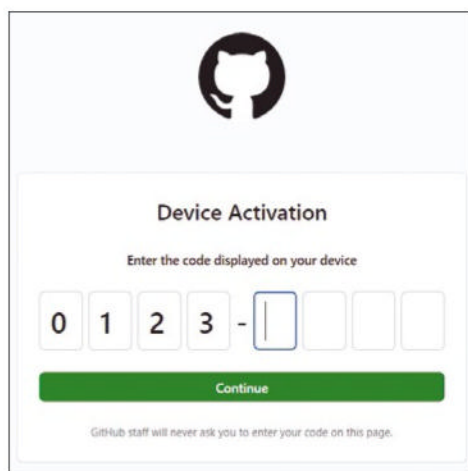 Device Activation
Enter the code displayed on your device
0 1 2 3 -
Continue
GitHub staff will never ask you to enter your code on this page.